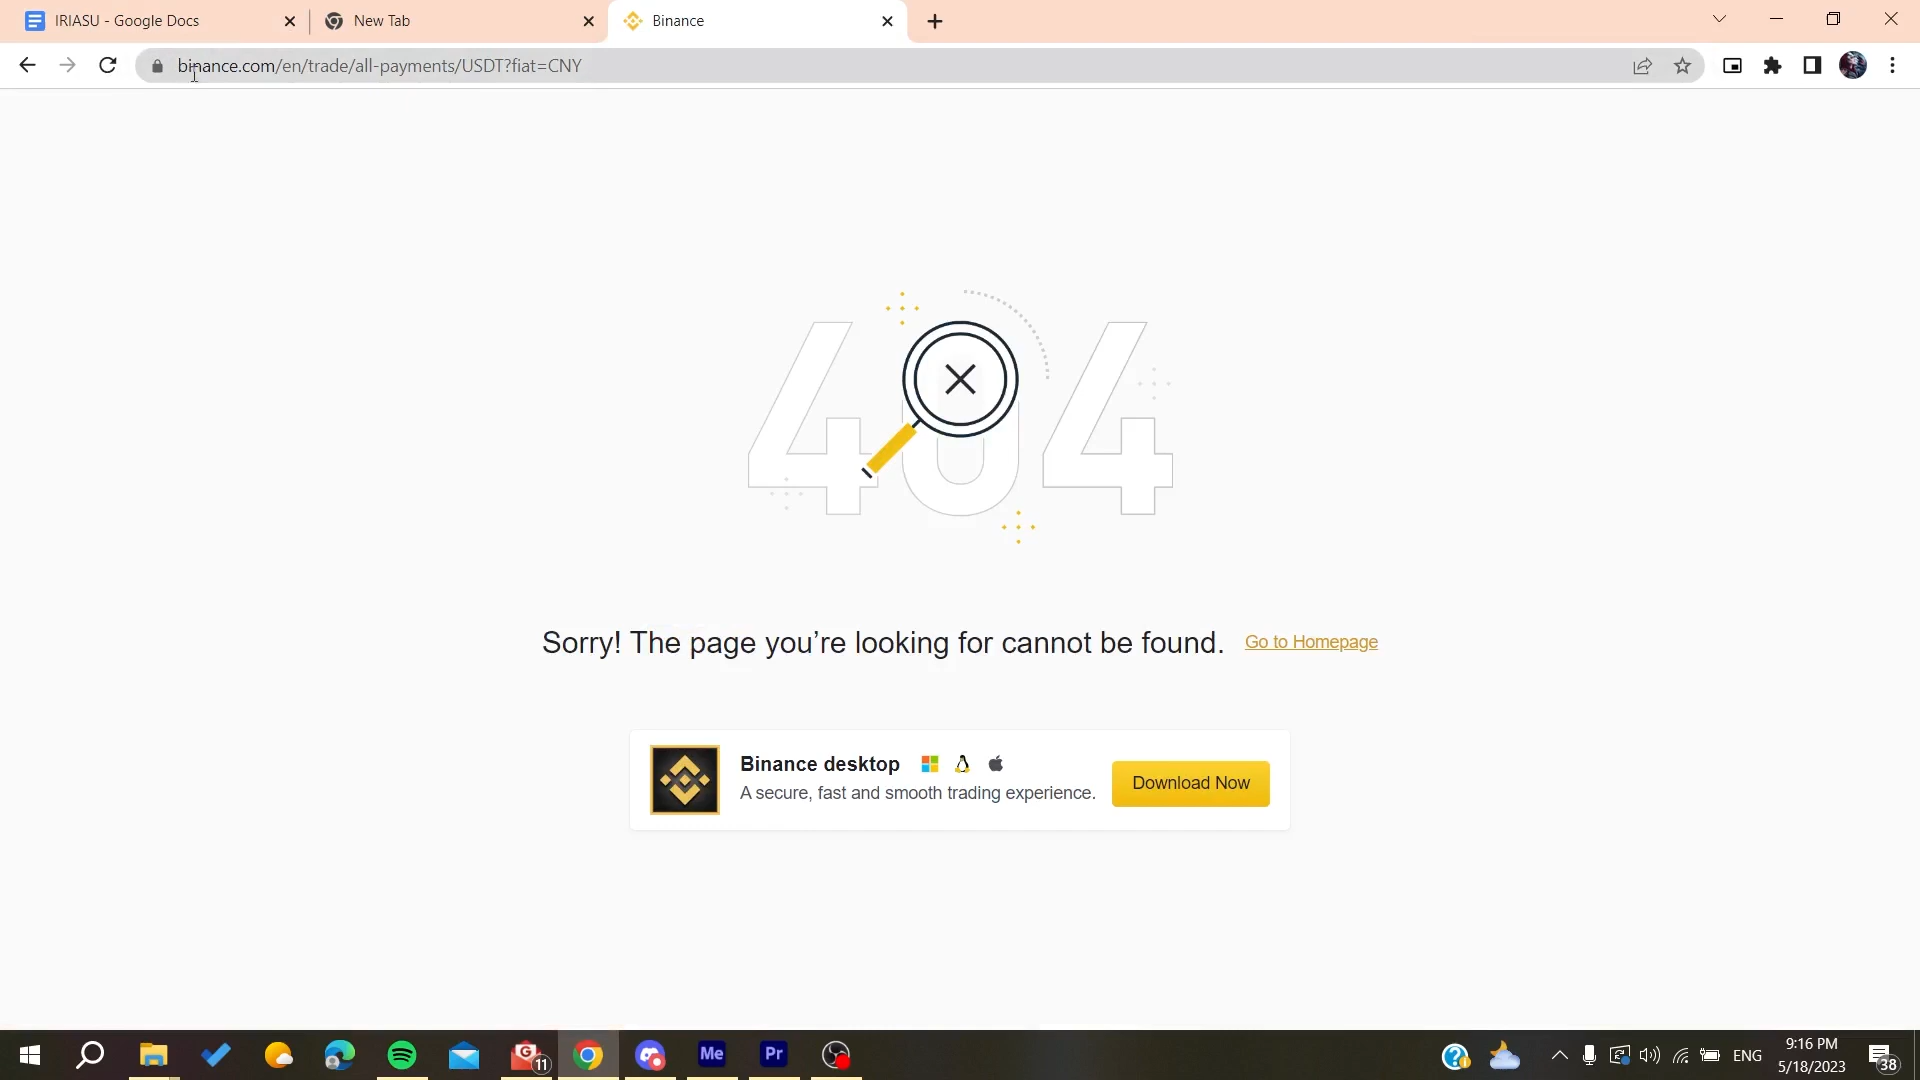 IRIASU - Google Docs
New Tab
Binance
binance.com/en/trade/all-payments/USDT?fiat=CNY
404
Sorry! The page you’re looking for cannot be found. Go to Homepage
Binance desktop
A secure, fast and smooth trading experience.
Download Now
11
Me
Pr
ENG
9:16 PM
5/18/2023
38